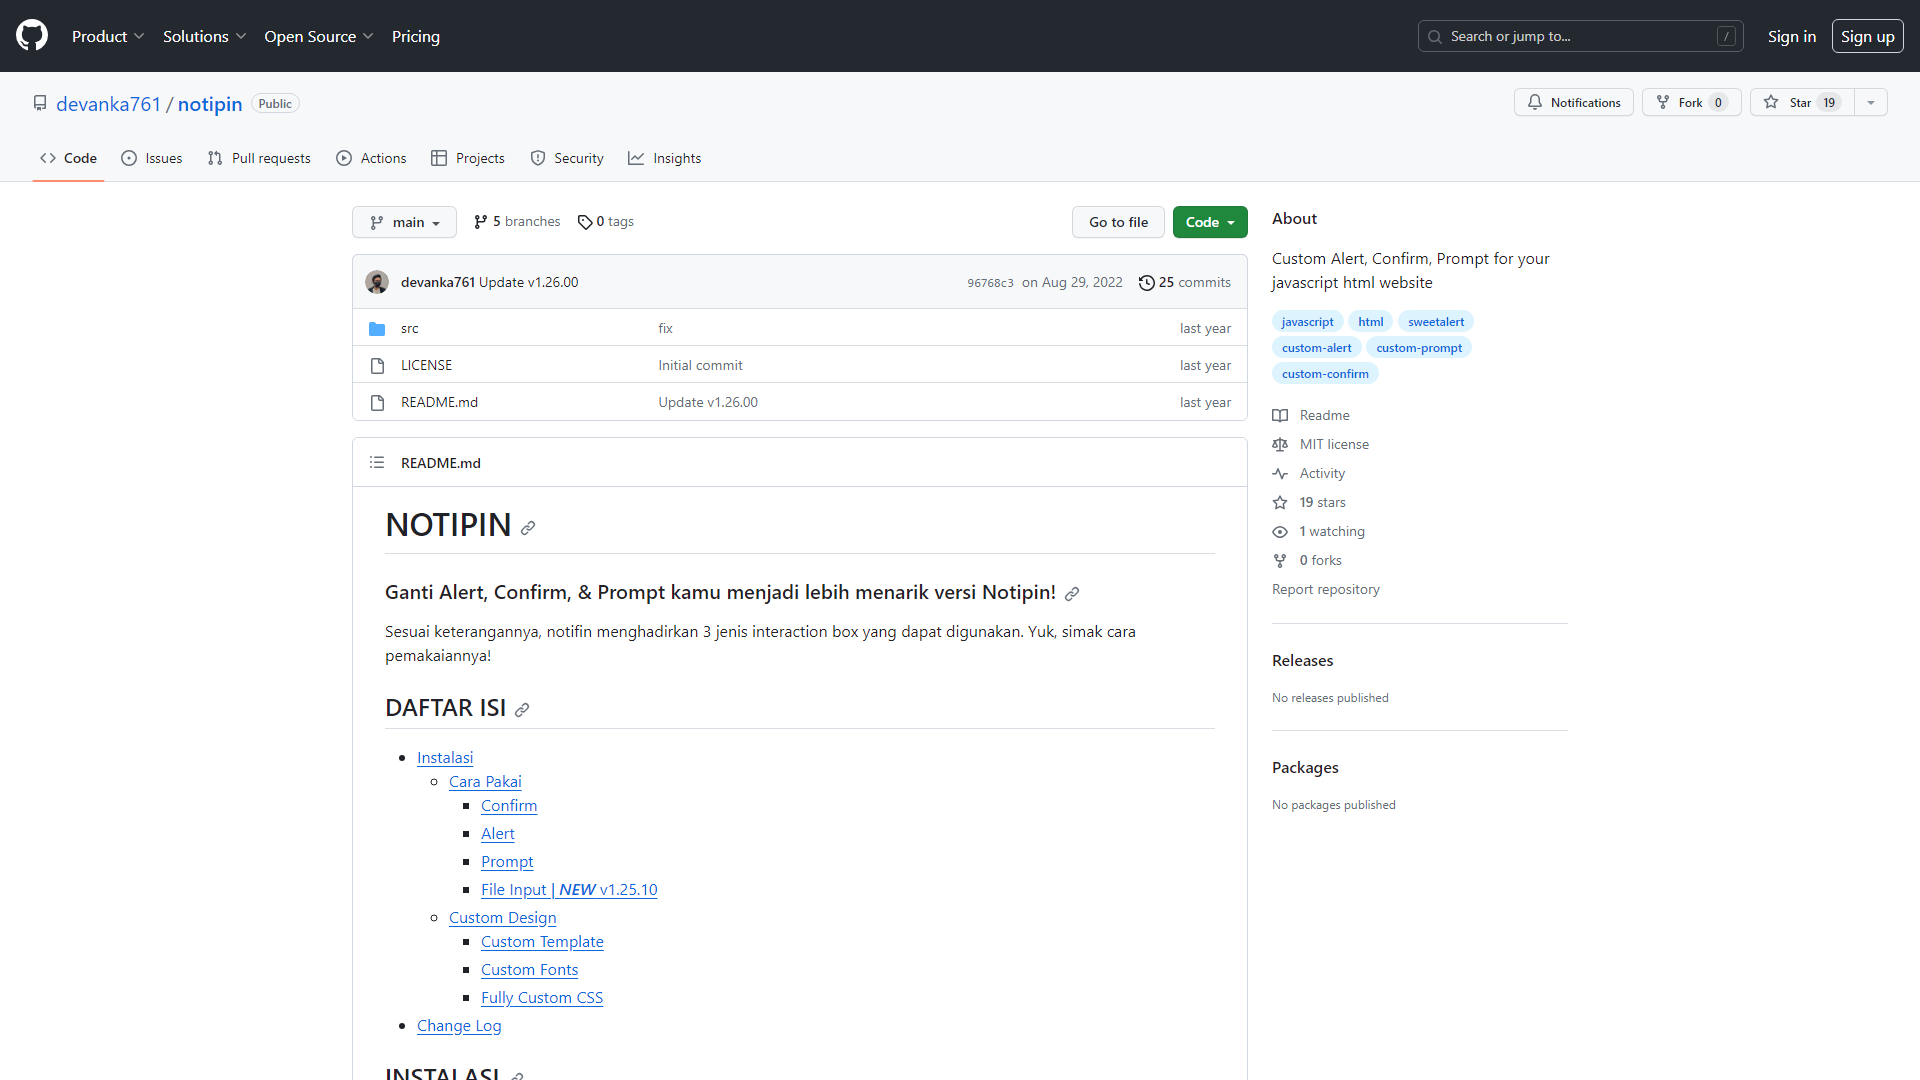 Product Solutions Open Source Pricing Search or jump to... / Sign in Sign up
devanka761 / notipin Public Notifications Fork 0 Star 19
Code Issues Pull requests Actions Projects Security Insights
main 5 branches 0 tags Go to file Code
devanka761 Update v1.26.00 96768c3 on Aug 29, 2022 25 commits
src fix last year
LICENSE Initial commit last year
README.md Update v1.26.00 last year
README.md
NOTIPIN
Ganti Alert, Confirm, & Prompt kamu menjadi lebih menarik versi Notipin!
Sesuai keterangannya, notifin menghadirkan 3 jenis interaction box yang dapat digunakan. Yuk, simak cara
pemakaiannya!
DAFTAR ISI
Instalasi
Cara Pakai
Confirm
Alert
Prompt
File Input | NEW v1.25.10
Custom Design
Custom Template
Custom Fonts
Fully Custom CSS
Change Log
INSTALASI
About
Custom Alert, Confirm, Prompt for your
javascript html website
javascript html sweetalert
custom-alert custom-prompt
custom-confirm
Readme
MIT license
Activity
19 stars
1 watching
0 forks
Report repository
Releases
No releases published
Packages
No packages published